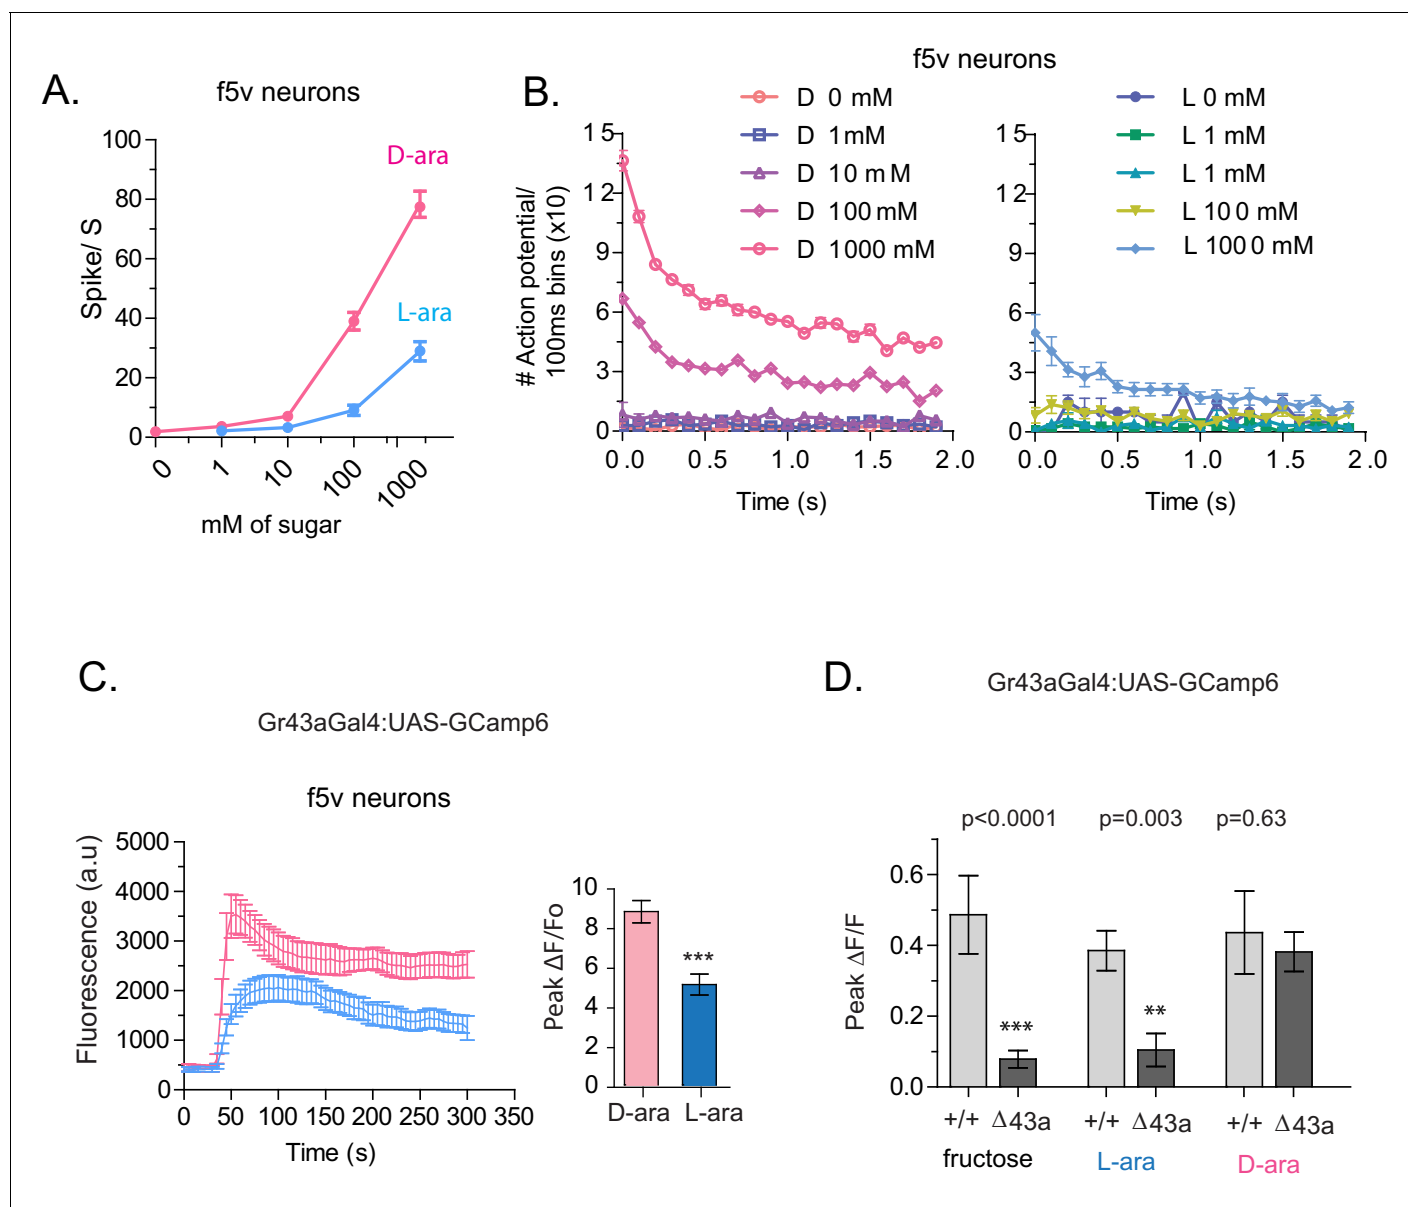 A.
f5v neurons
100
80
60
40
20
0
Spike/ S
D-ara
L-ara
0
1
10
100
1000
mM of sugar
B.
f5v neurons
D 0 mM
D 1mM
D 10 mM
D 100 mM
D 1000 mM
L 0 mM
L 1 mM
L 1 mM
L 100 mM
L 1000 mM
# Action potential/
100ms bins (x10)
15
12
9
6
3
0
0.0
0.5
1.0
1.5
2.0
Time (s)
15
12
9
6
3
0
0.0
0.5
1.0
1.5
2.0
Time (s)
C.
Gr43aGal4:UAS-GCamp6
f5v neurons
Fluorescence (a.u)
5000
4000
3000
2000
1000
0
0
50
100
150
200
250
300
350
Time (s)
Peak ΔF/Fo
10
8
6
4
2
0
***
D-ara
L-ara
D.
Gr43aGal4:UAS-GCamp6
p<0.0001
p=0.003
p=0.63
Peak ΔF/F
0.6
0.4
0.2
0.0
***
**
+/+ Δ43a
+/+ Δ43a
+/+ Δ43a
fructose
L-ara
D-ara